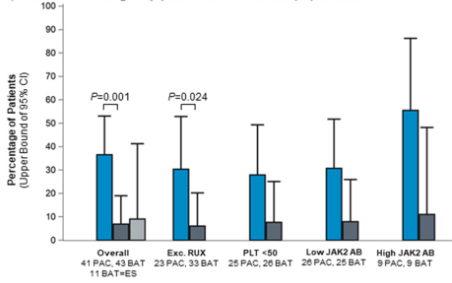 100
90
80
70
60
50
40
30
20
10
0
Percentage of Patients
(Upper Bound of 95% CI)
P=0.001
P=0.024
Overall
41 PAC, 43 BAT
11 BAT=ES
Exc. RUX
23 PAC, 33 BAT
PLT <50
25 PAC, 26 BAT
Low JAK2 AB
26 PAC, 25 BAT
High JAK2 AB
9 PAC, 9 BAT